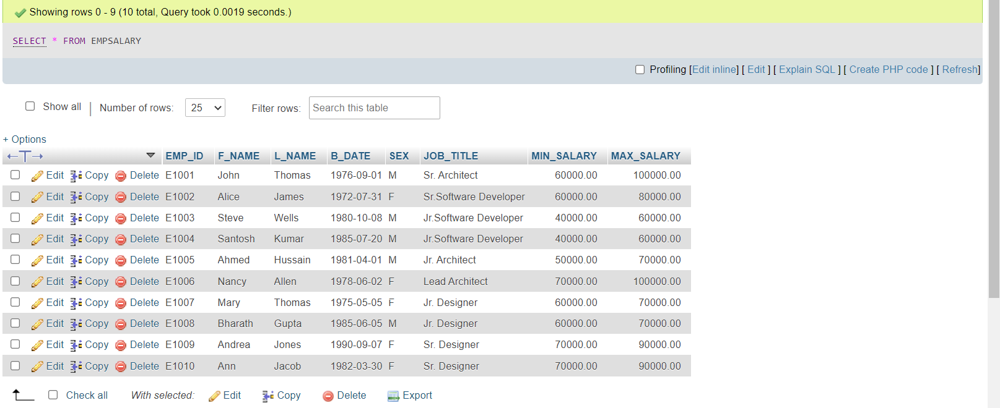 Showing rows 0 - 9 (10 total, Query took 0.0019 seconds.)
SELECT * FROM EMPSALARY
Profiling [Edit inline] [ Edit ] [ Explain SQL ] [ Create PHP code ] [ Refresh]
Show all | Number of rows: 25 Filter rows: Search this table
+ Options
←T→ EMP_ID F_NAME L_NAME B_DATE SEX JOB_TITLE MIN_SALARY MAX_SALARY
Edit Copy Delete E1001 John Thomas 1976-09-01 M Sr. Architect 60000.00 100000.00
Edit Copy Delete E1002 Alice James 1972-07-31 F Sr.Software Developer 60000.00 80000.00
Edit Copy Delete E1003 Steve Wells 1980-10-08 M Jr.Software Developer 40000.00 60000.00
Edit Copy Delete E1004 Santosh Kumar 1985-07-20 M Jr.Software Developer 40000.00 60000.00
Edit Copy Delete E1005 Ahmed Hussain 1981-04-01 M Jr. Architect 50000.00 70000.00
Edit Copy Delete E1006 Nancy Allen 1978-06-02 F Lead Architect 70000.00 100000.00
Edit Copy Delete E1007 Mary Thomas 1975-05-05 F Jr. Designer 60000.00 70000.00
Edit Copy Delete E1008 Bharath Gupta 1985-06-05 M Jr. Designer 60000.00 70000.00
Edit Copy Delete E1009 Andrea Jones 1990-09-07 F Sr. Designer 70000.00 90000.00
Edit Copy Delete E1010 Ann Jacob 1982-03-30 F Sr. Designer 70000.00 90000.00
Check all With selected: Edit Copy Delete Export